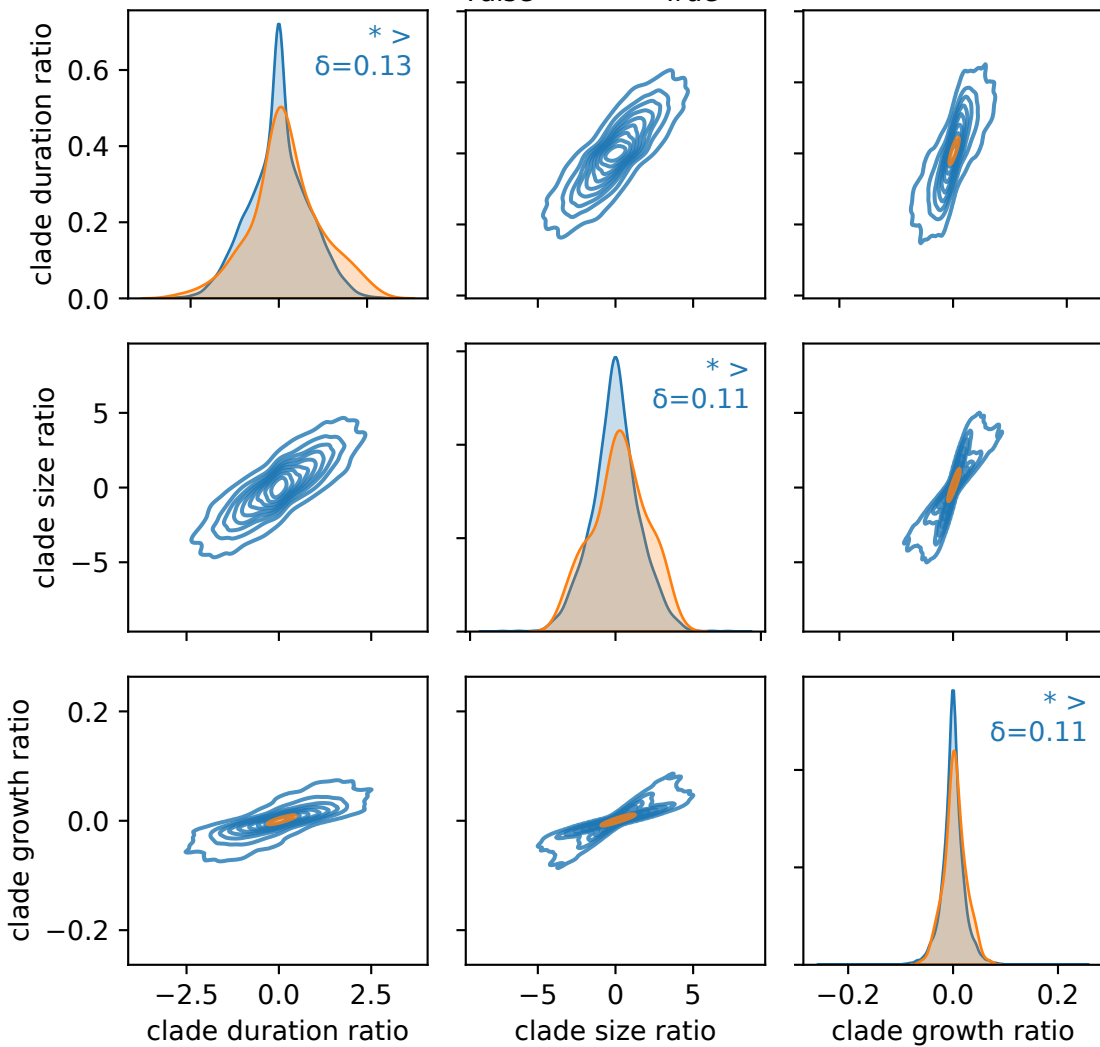 clade duration ratio
0.6
0.4
0.2
0.0
* >
δ=0.13
clade size ratio
5
0
−5
* >
δ=0.11
clade growth ratio
0.2
0.0
−0.2
* >
δ=0.11
−2.5 0.0 2.5
−5 0 5
−0.2 0.0 0.2
clade duration ratio
clade size ratio
clade growth ratio